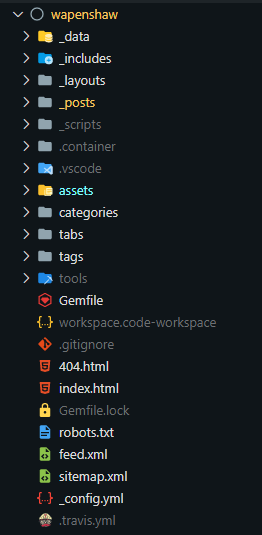 wapenshaw
_data
_includes
_layouts
_posts
_scripts
.container
.vscode
assets
categories
tabs
tags
tools
Gemfile
workspace.code-workspace
.gitignore
404.html
index.html
Gemfile.lock
robots.txt
feed.xml
sitemap.xml
_config.yml
.travis.yml